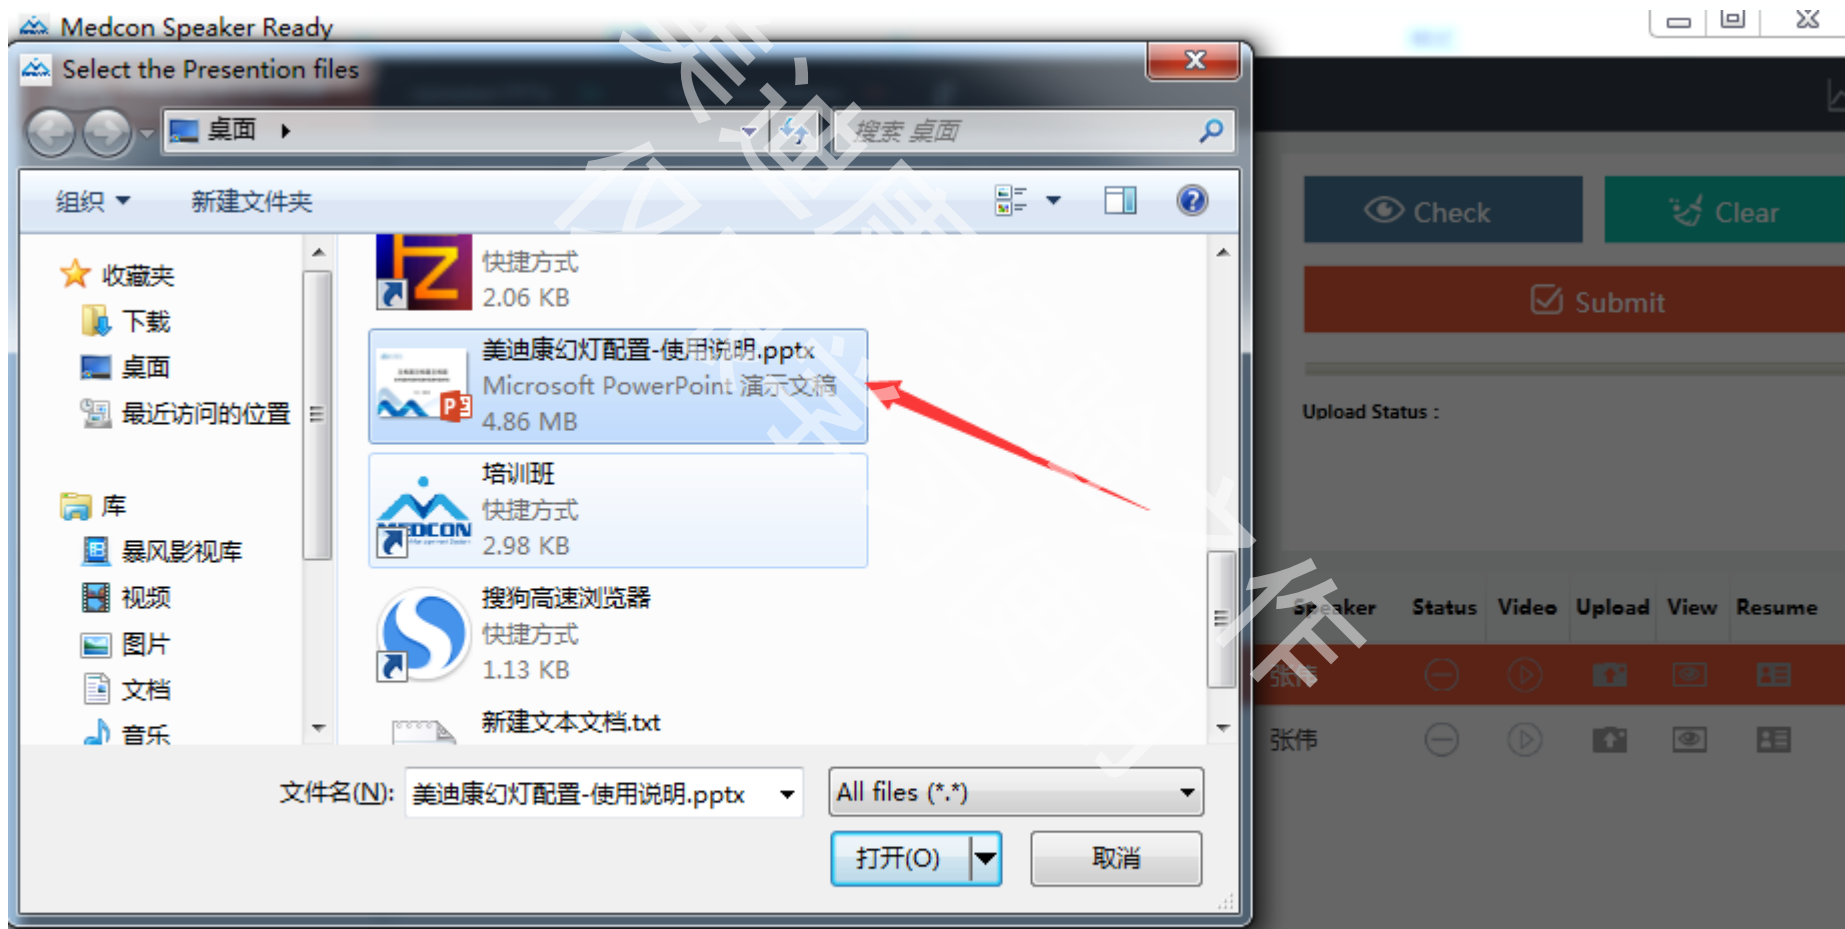 Medcon Speaker Ready
Select the Presention files
桌面
搜索 桌面
组织
新建文件夹
收藏夹
下载
桌面
最近访问的位置
库
暴风影视库
视频
图片
文档
音乐
快捷方式
2.06 KB
美迪康幻灯配置-使用说明.pptx
Microsoft PowerPoint 演示文稿
4.86 MB
培训班
MEDCON
快捷方式
2.98 KB
搜狗高速浏览器
快捷方式
1.13 KB
新建文本文档.txt
文件名(N):
美迪康幻灯配置-使用说明.pptx
All files (*.*)
打开(O)
取消
Check
Clear
Submit
Upload Status :
Speaker Status Video Upload View Resume
张伟
张伟